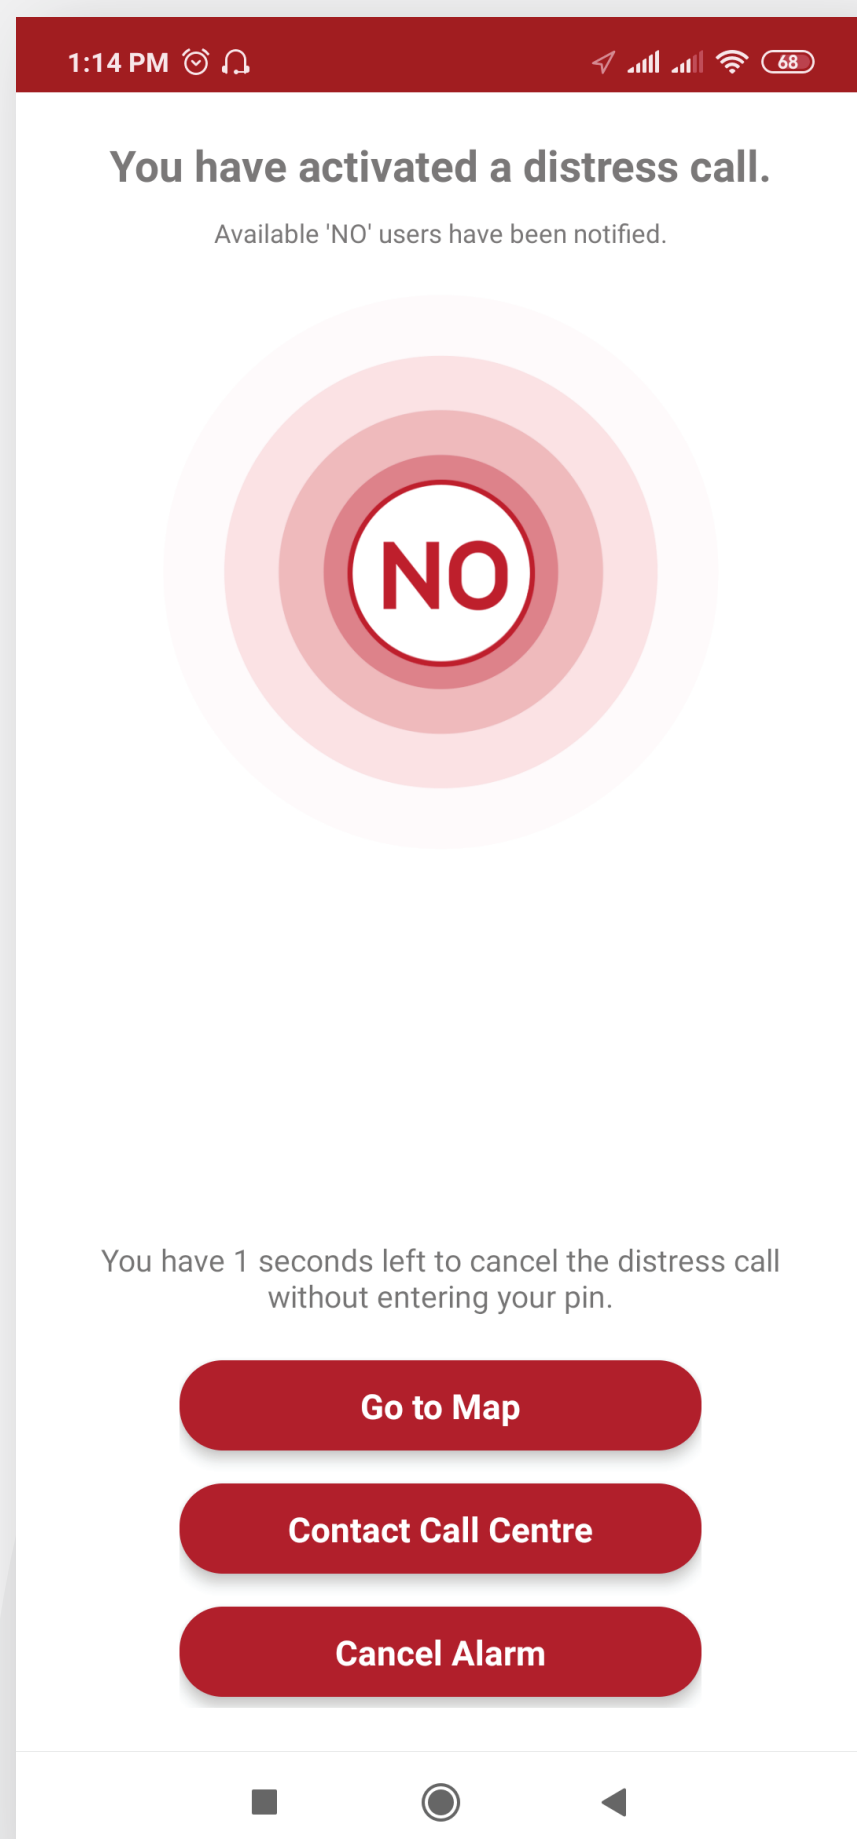 1:14 PM
68
You have activated a distress call.
Available 'NO' users have been notified.
NO
You have 1 seconds left to cancel the distress call
without entering your pin.
Go to Map
Contact Call Centre
Cancel Alarm